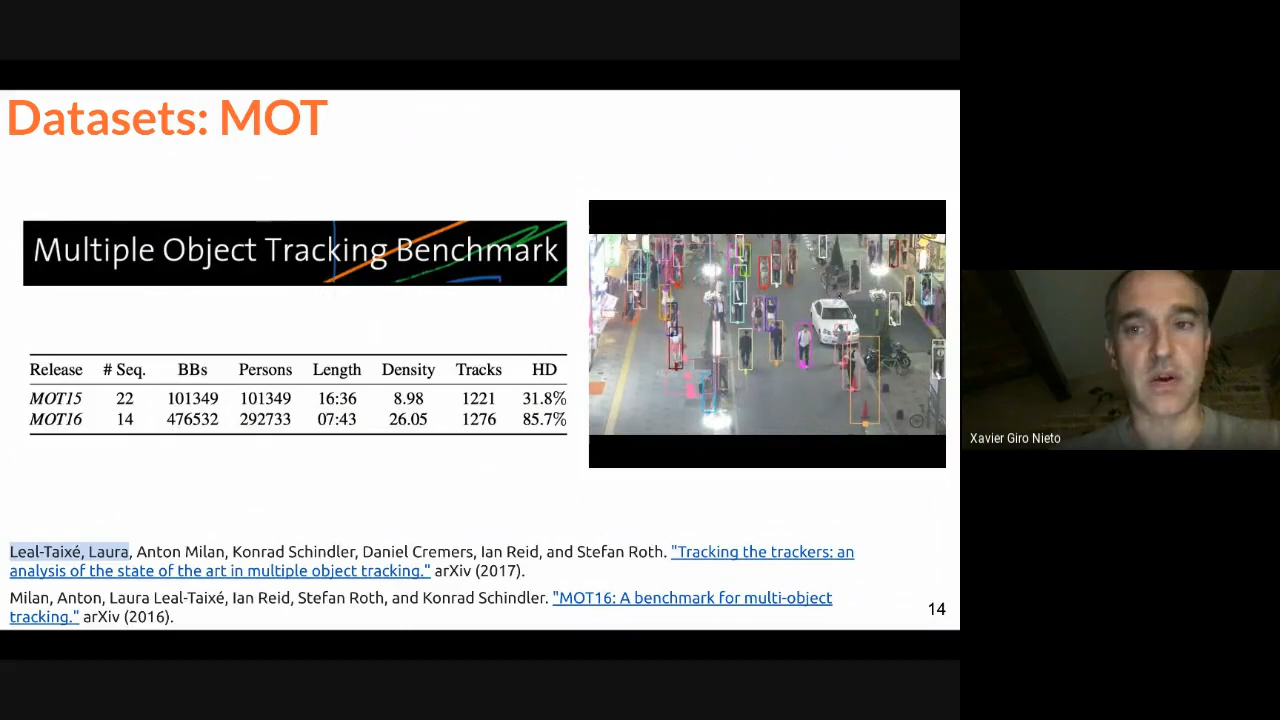 Datasets: MOT
Multiple Object Tracking Benchmark
Release # Seq. BBs Persons Length Density Tracks HD
MOT15 22 101349 101349 16:36 8.98 1221 31.8%
MOT16 14 476532 292733 07:43 26.05 1276 85.7%
Xavier Giro Nieto
Leal-Taixé, Laura, Anton Milan, Konrad Schindler, Daniel Cremers, Ian Reid, and Stefan Roth. "Tracking the trackers: an
analysis of the state of the art in multiple object tracking." arXiv (2017).
Milan, Anton, Laura Leal-Taixé, Ian Reid, Stefan Roth, and Konrad Schindler. "MOT16: A benchmark for multi-object
tracking." arXiv (2016).
14